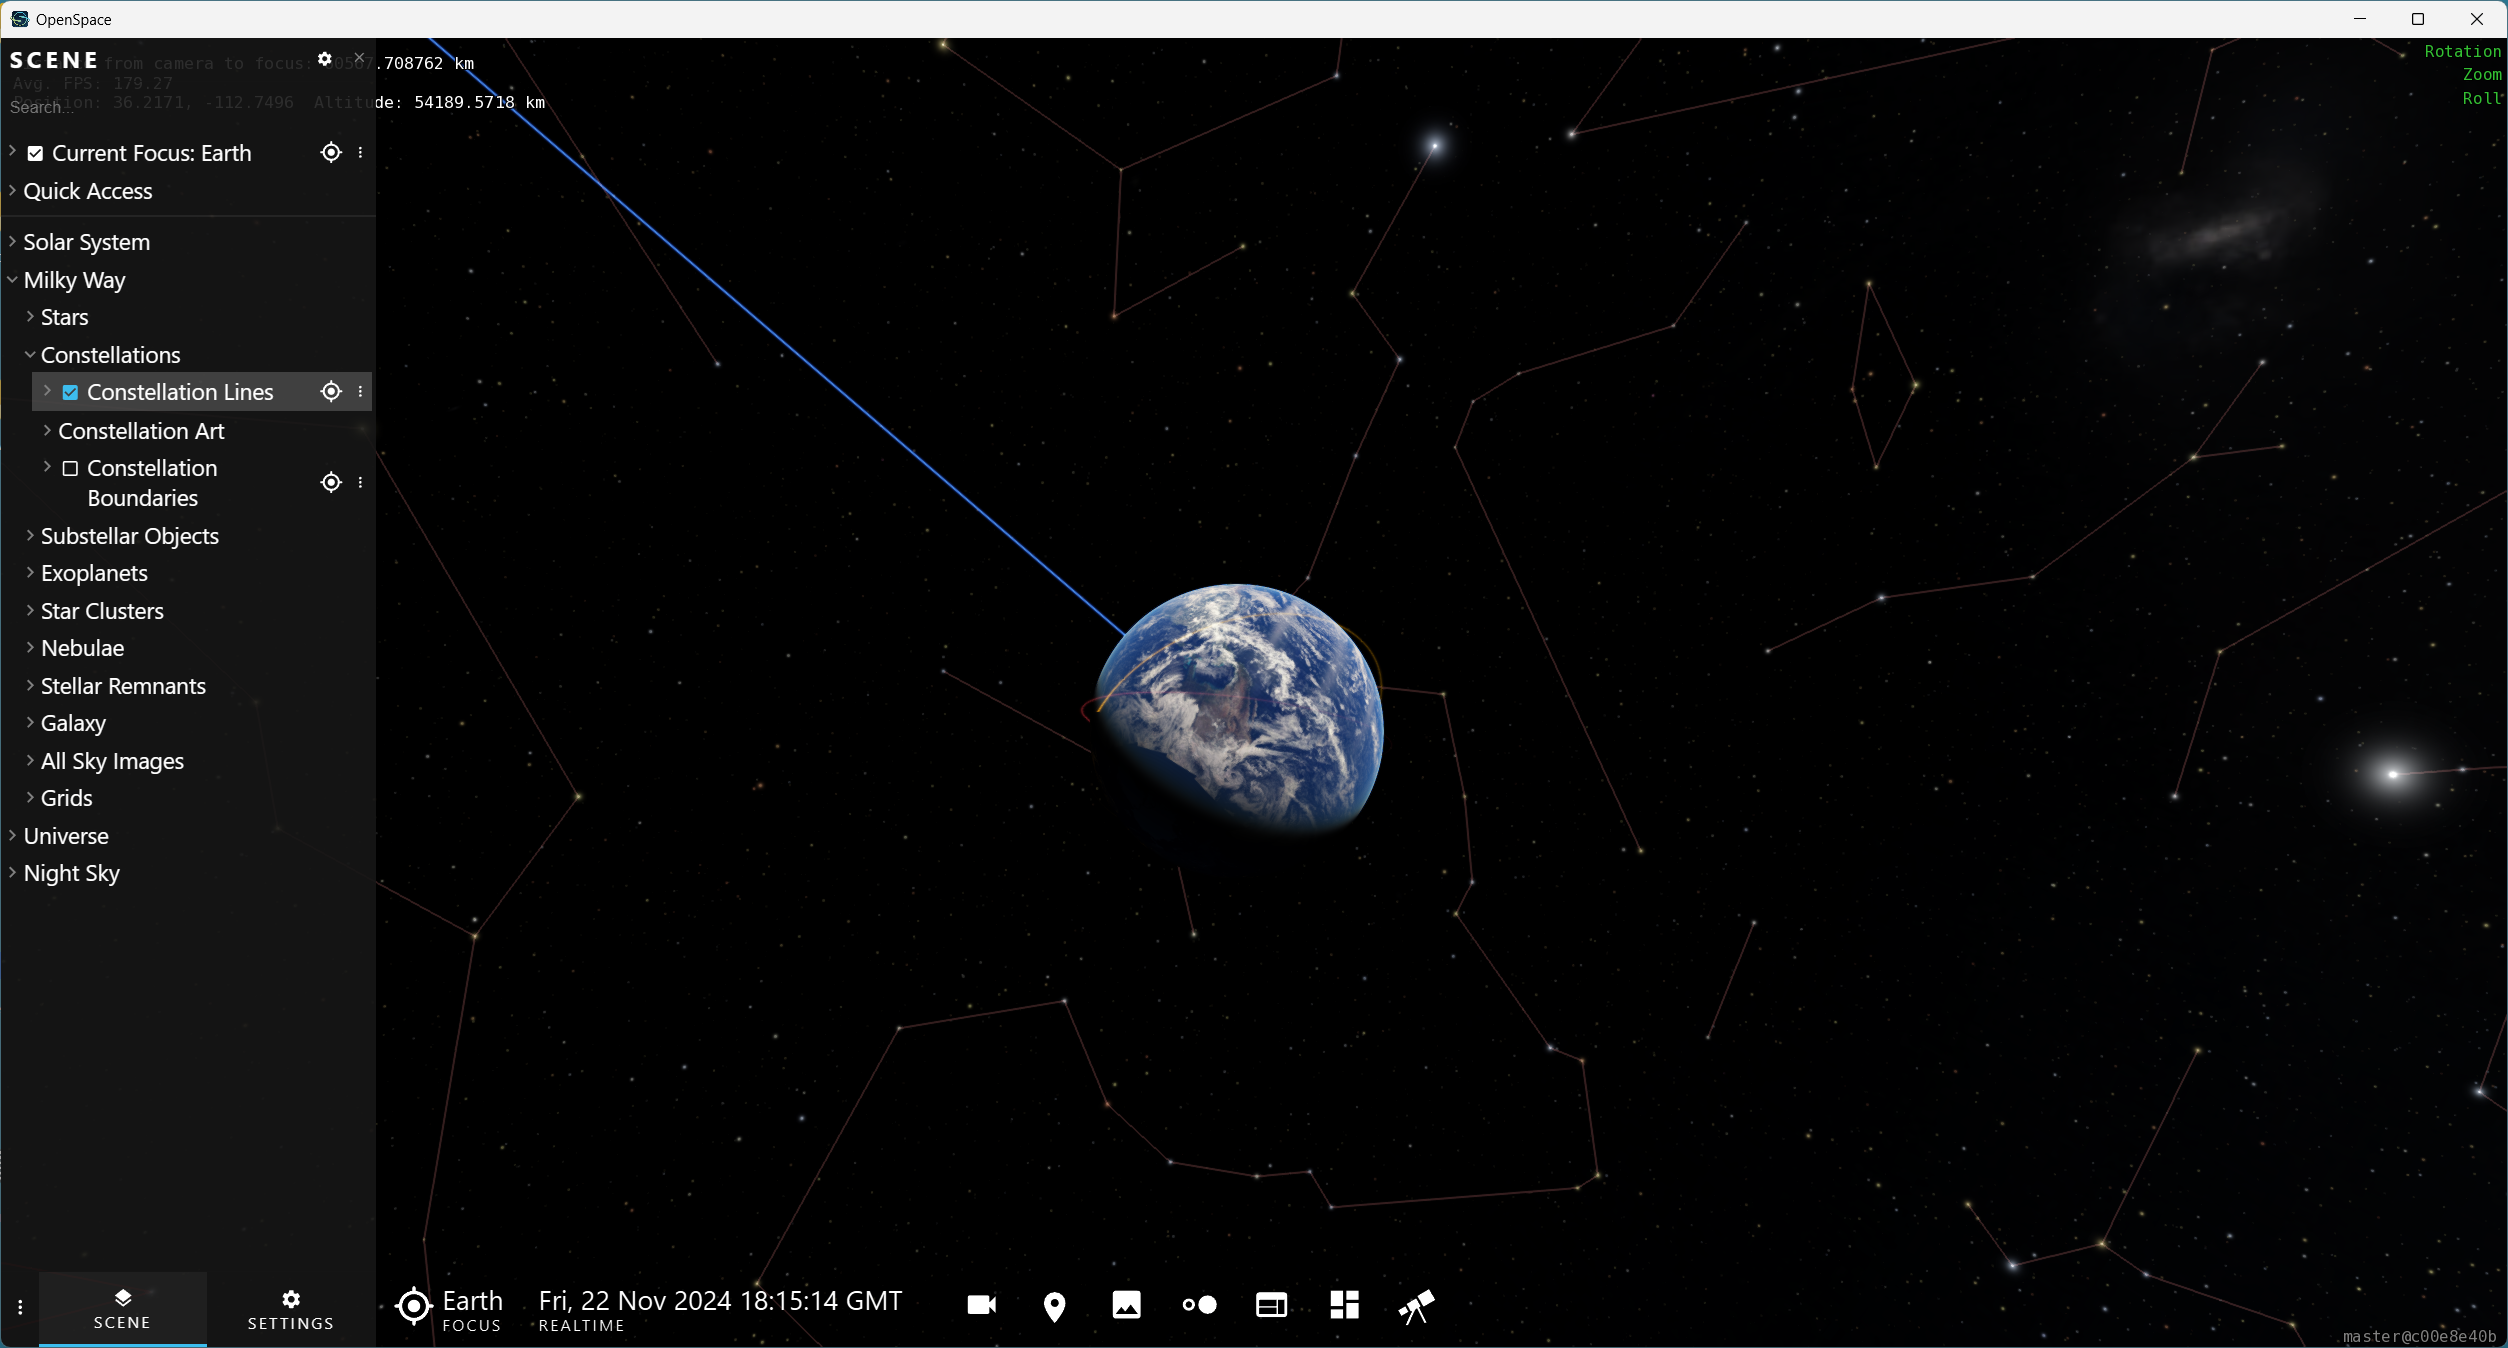 OpenSpace
SCENE
from camera to focus: .708762 km
Avg. FPS: 179.27
Position: 36.2171, -112.7496 Altitude: 54189.5718 km
Search...
Rotation
Zoom
Roll
Current Focus: Earth
Quick Access
Solar System
Milky Way
Stars
Constellations
Constellation Lines
Constellation Art
Constellation
Boundaries
Substellar Objects
Exoplanets
Star Clusters
Nebulae
Stellar Remnants
Galaxy
All Sky Images
Grids
Universe
Night Sky
SCENE
SETTINGS
Earth
FOCUS
Fri, 22 Nov 2024 18:15:14 GMT
REALTIME
master@c00e8e40b